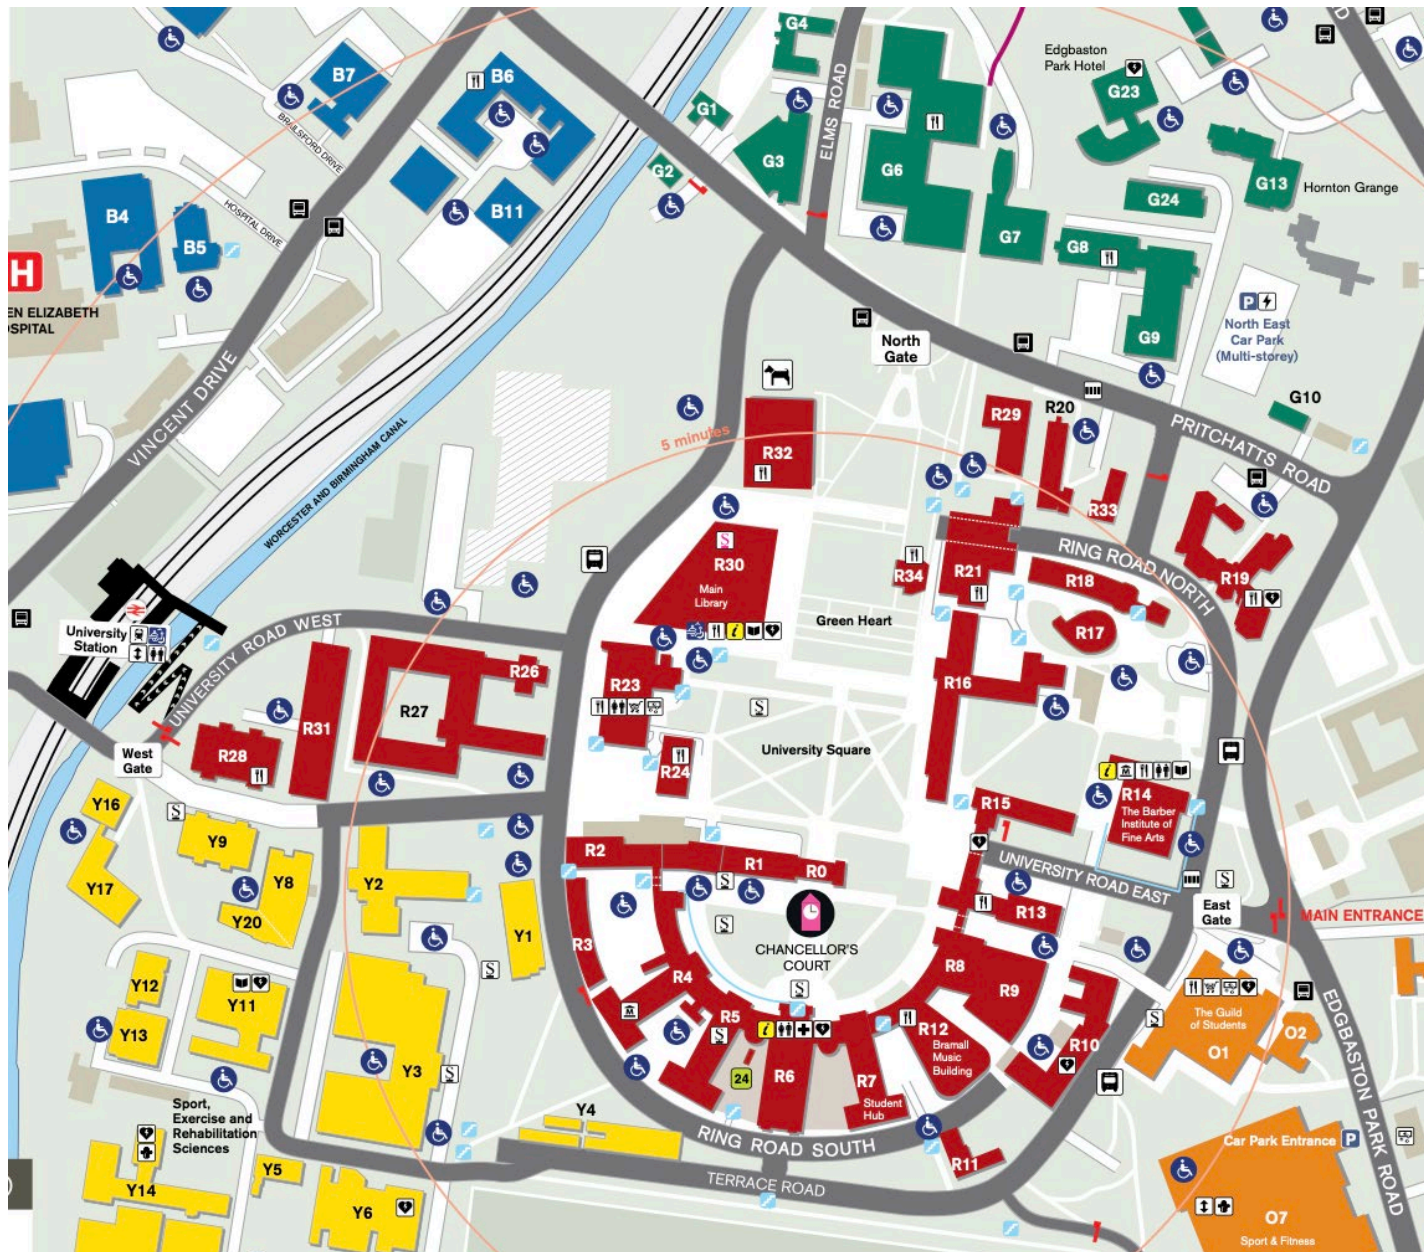 G4
Edgbaston
Park Hotel
B7
B6
G23
G1
ELMS ROAD
BRAILSFORD DRIVE
G3
G2
G6
G13
Hornton Grange
B4
HOSPITAL DRIVE
B11
G24
B5
G7
G8
H
EN ELIZABETH
OSPITAL
P
North East
Car Park
(Multi-storey)
G9
North
Gate
VINCENT DRIVE
G10
R29
R20
5 minutes
PRITCHATTS ROAD
R32
WORCESTER AND BIRMINGHAM CANAL
R33
R30
Main
Library
R34
R21
RING ROAD NORTH
R18
R19
University
Station
UNIVERSITY ROAD WEST
Green Heart
R17
R26
R23
R16
R27
R31
West
Gate
R28
University Square
R24
R14
The Barber
Institute of
Fine Arts
Y16
R15
Y9
R2
R1
R0
UNIVERSITY ROAD EAST
Y17
Y8
Y2
Y20
R13
East
Gate
MAIN ENTRANCE
Y1
R3
CHANCELLOR'S
COURT
R4
R8
R9
Y12
Y11
The Guild
of Students
O1
O2
Y13
R5
R12
Bramall
Music
Building
R10
EDGBASTON PARK ROAD
Y3
24
R6
R7
Student
Hub
Sport,
Exercise and
Rehabilitation
Sciences
Y4
RING ROAD SOUTH
Car Park Entrance
P
R11
Y5
TERRACE ROAD
Y14
Y6
O7
Sport & Fitness